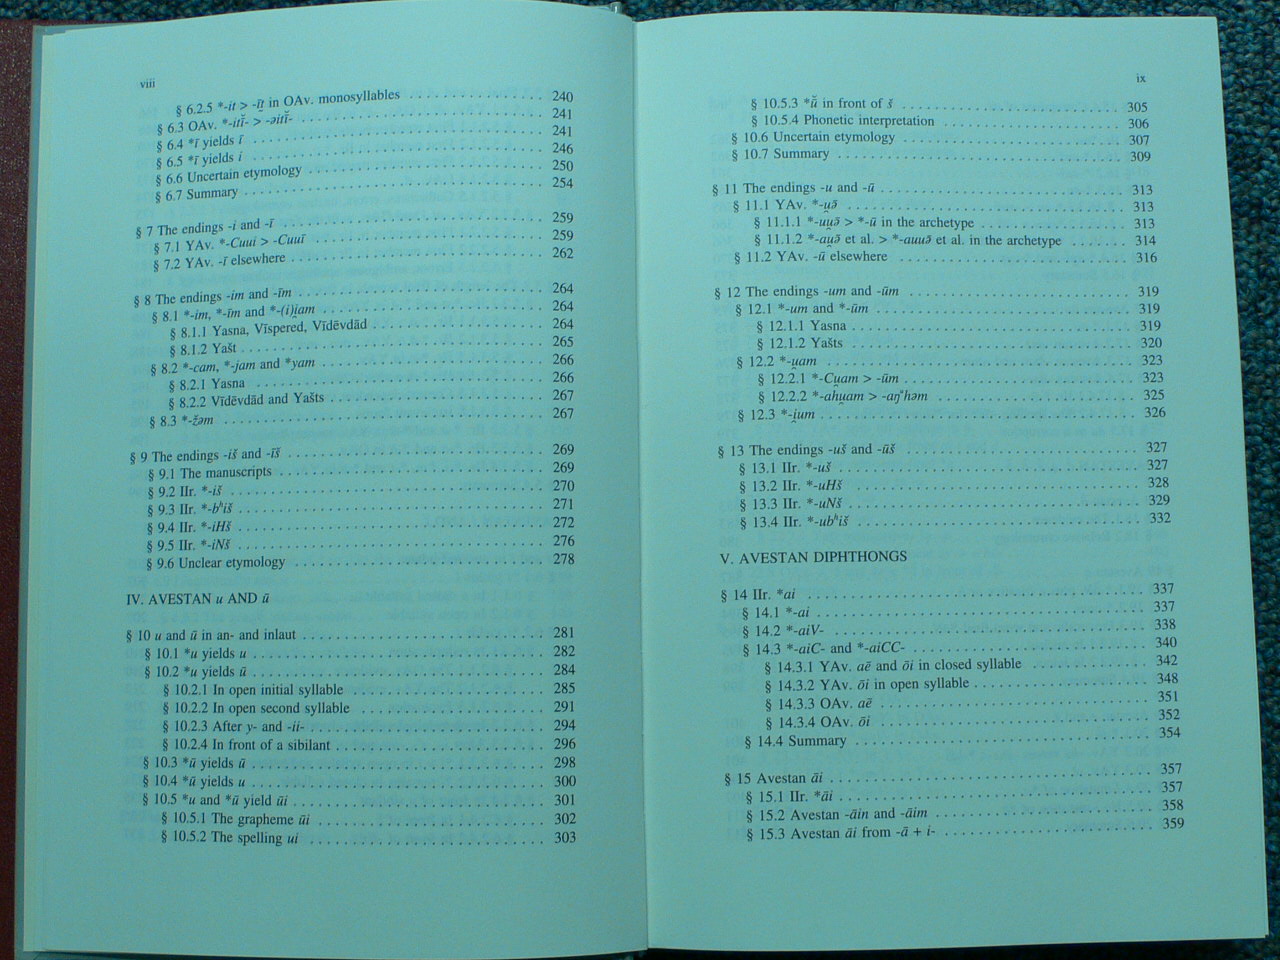 viii
§ 6.2.5 *-it > -īt̰ in OAv. monosyllables 240
§ 6.3 OAv. *-itī̆- > -əitī̆- 241
§ 6.4 *ī yields ī 241
§ 6.5 *ī yields i 246
§ 6.6 Uncertain etymology 250
§ 6.7 Summary 254
§ 7 The endings -i and -ī 259
§ 7.1 YAv. *-Cuui > -Cuuī 259
§ 7.2 YAv. -ī elsewhere 262
§ 8 The endings -im and -īm 264
§ 8.1 *-im, *-īm and *-(i)i̯am 264
§ 8.1.1 Yasna, Vīspered, Vīdēvdād 264
§ 8.1.2 Yašt 265
§ 8.2 *-cam, *-jam and *yam 266
§ 8.2.1 Yasna 266
§ 8.2.2 Vīdēvdād and Yašts 267
§ 8.3 *-žəm 267
§ 9 The endings -iš and -īš 269
§ 9.1 The manuscripts 269
§ 9.2 IIr. *-iš 270
§ 9.3 IIr. *-bʰiš 271
§ 9.4 IIr. *-iHš 272
§ 9.5 IIr. *-iNš 276
§ 9.6 Unclear etymology 278
IV. AVESTAN u AND ū
§ 10 u and ū in an- and inlaut 281
§ 10.1 *u yields u 282
§ 10.2 *u yields ū 284
§ 10.2.1 In open initial syllable 285
§ 10.2.2 In open second syllable 291
§ 10.2.3 After y- and -ii- 294
§ 10.2.4 In front of a sibilant 296
§ 10.3 *ū yields ū 298
§ 10.4 *ū yields u 300
§ 10.5 *u and *ū yield ūi 301
§ 10.5.1 The grapheme ūi 302
§ 10.5.2 The spelling ui 303
ix
§ 10.5.3 *ū̆ in front of š 305
§ 10.5.4 Phonetic interpretation 306
§ 10.6 Uncertain etymology 307
§ 10.7 Summary 309
§ 11 The endings -u and -ū 313
§ 11.1 YAv. *-u̯ə̄ 313
§ 11.1.1 *-uu̯ə̄ > *-ū in the archetype 313
§ 11.1.2 *-au̯ə̄ et al. > *-auuə̄ et al. in the archetype 314
§ 11.2 YAv. -ū elsewhere 316
§ 12 The endings -um and -ūm 319
§ 12.1 *-um and *-ūm 319
§ 12.1.1 Yasna 319
§ 12.1.2 Yašts 320
§ 12.2 *-u̯am 323
§ 12.2.1 *-Cu̯am > -ūm 323
§ 12.2.2 *-ahu̯am > -aŋᵘhəm 325
§ 12.3 *-i̯um 326
§ 13 The endings -uš and -ūš 327
§ 13.1 IIr. *-uš 327
§ 13.2 IIr. *-uHš 328
§ 13.3 IIr. *-uNš 329
§ 13.4 IIr. *-ubʰiš 332
V. AVESTAN DIPHTHONGS
§ 14 IIr. *ai 337
§ 14.1 *-ai 337
§ 14.2 *-aiV- 338
§ 14.3 *-aiC- and *-aiCC- 340
§ 14.3.1 YAv. aē and ōi in closed syllable 342
§ 14.3.2 YAv. ōi in open syllable 348
§ 14.3.3 OAv. aē 351
§ 14.3.4 OAv. ōi 352
§ 14.4 Summary 354
§ 15 Avestan āi 357
§ 15.1 IIr. *āi 357
§ 15.2 Avestan -āin and -āim 358
§ 15.3 Avestan āi from -ā + i- 359